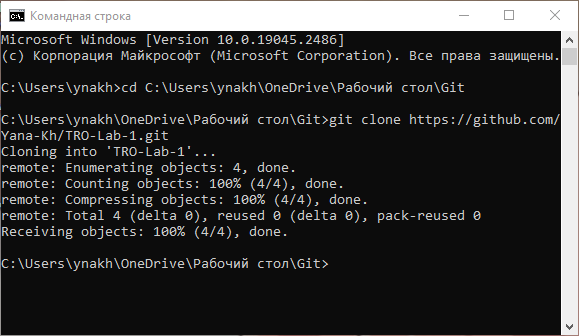 Командная строка
Microsoft Windows [Version 10.0.19045.2486]
(c) Корпорация Майкрософт (Microsoft Corporation). Все права защищены.
C:\Users\ynakh>cd C:\Users\ynakh\OneDrive\Рабочий стол\Git
C:\Users\ynakh\OneDrive\Рабочий стол\Git>git clone https://github.com/
Yana-Kh/TRO-Lab-1.git
Cloning into 'TRO-Lab-1'...
remote: Enumerating objects: 4, done.
remote: Counting objects: 100% (4/4), done.
remote: Compressing objects: 100% (4/4), done.
remote: Total 4 (delta 0), reused 0 (delta 0), pack-reused 0
Receiving objects: 100% (4/4), done.
C:\Users\ynakh\OneDrive\Рабочий стол\Git>